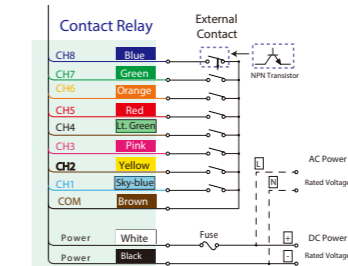 Contact Relay
External
Contact
CH8 Blue
NPN Transistor
CH7 Green
CH6 Orange
CH5 Red
CH4 Lt. Green
CH3 Pink
CH2 Yellow
L
AC Power
CH1 Sky-blue
N
Rated Voltage
COM Brown
Power White
Fuse
+
DC Power
Power Black
-
Rated Voltage